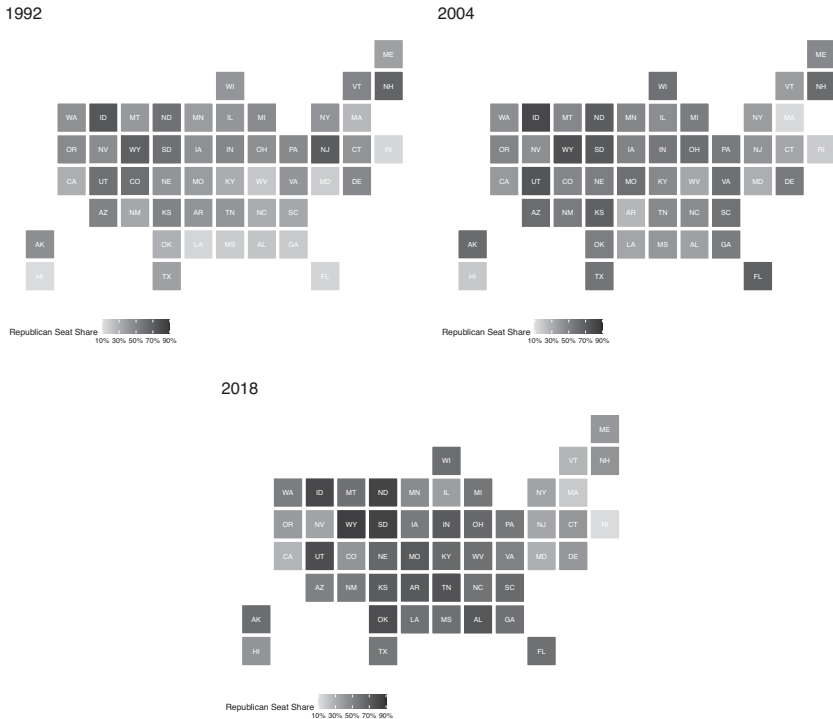 1992
ME
WI VT NH
WA ID MT ND MN IL MI NY MA
OR NV WY SD IA IN OH PA NJ CT RI
CA UT CO NE MO KY WV VA MD DE
AZ NM KS AR TN NC SC
AK OK LA MS AL GA
HI TX FL
Republican Seat Share
10% 30% 50% 70% 90%
2004
ME
WI VT NH
WA ID MT ND MN IL MI NY MA
OR NV WY SD IA IN OH PA NJ CT RI
CA UT CO NE MO KY WV VA MD DE
AZ NM KS AR TN NC SC
AK OK LA MS AL GA
HI TX FL
Republican Seat Share
10% 30% 50% 70% 90%
2018
ME
WI VT NH
WA ID MT ND MN IL MI NY MA
OR NV WY SD IA IN OH PA NJ CT RI
CA UT CO NE MO KY WV VA MD DE
AZ NM KS AR TN NC SC
AK OK LA MS AL GA
HI TX FL
Republican Seat Share
10% 30% 50% 70% 90%